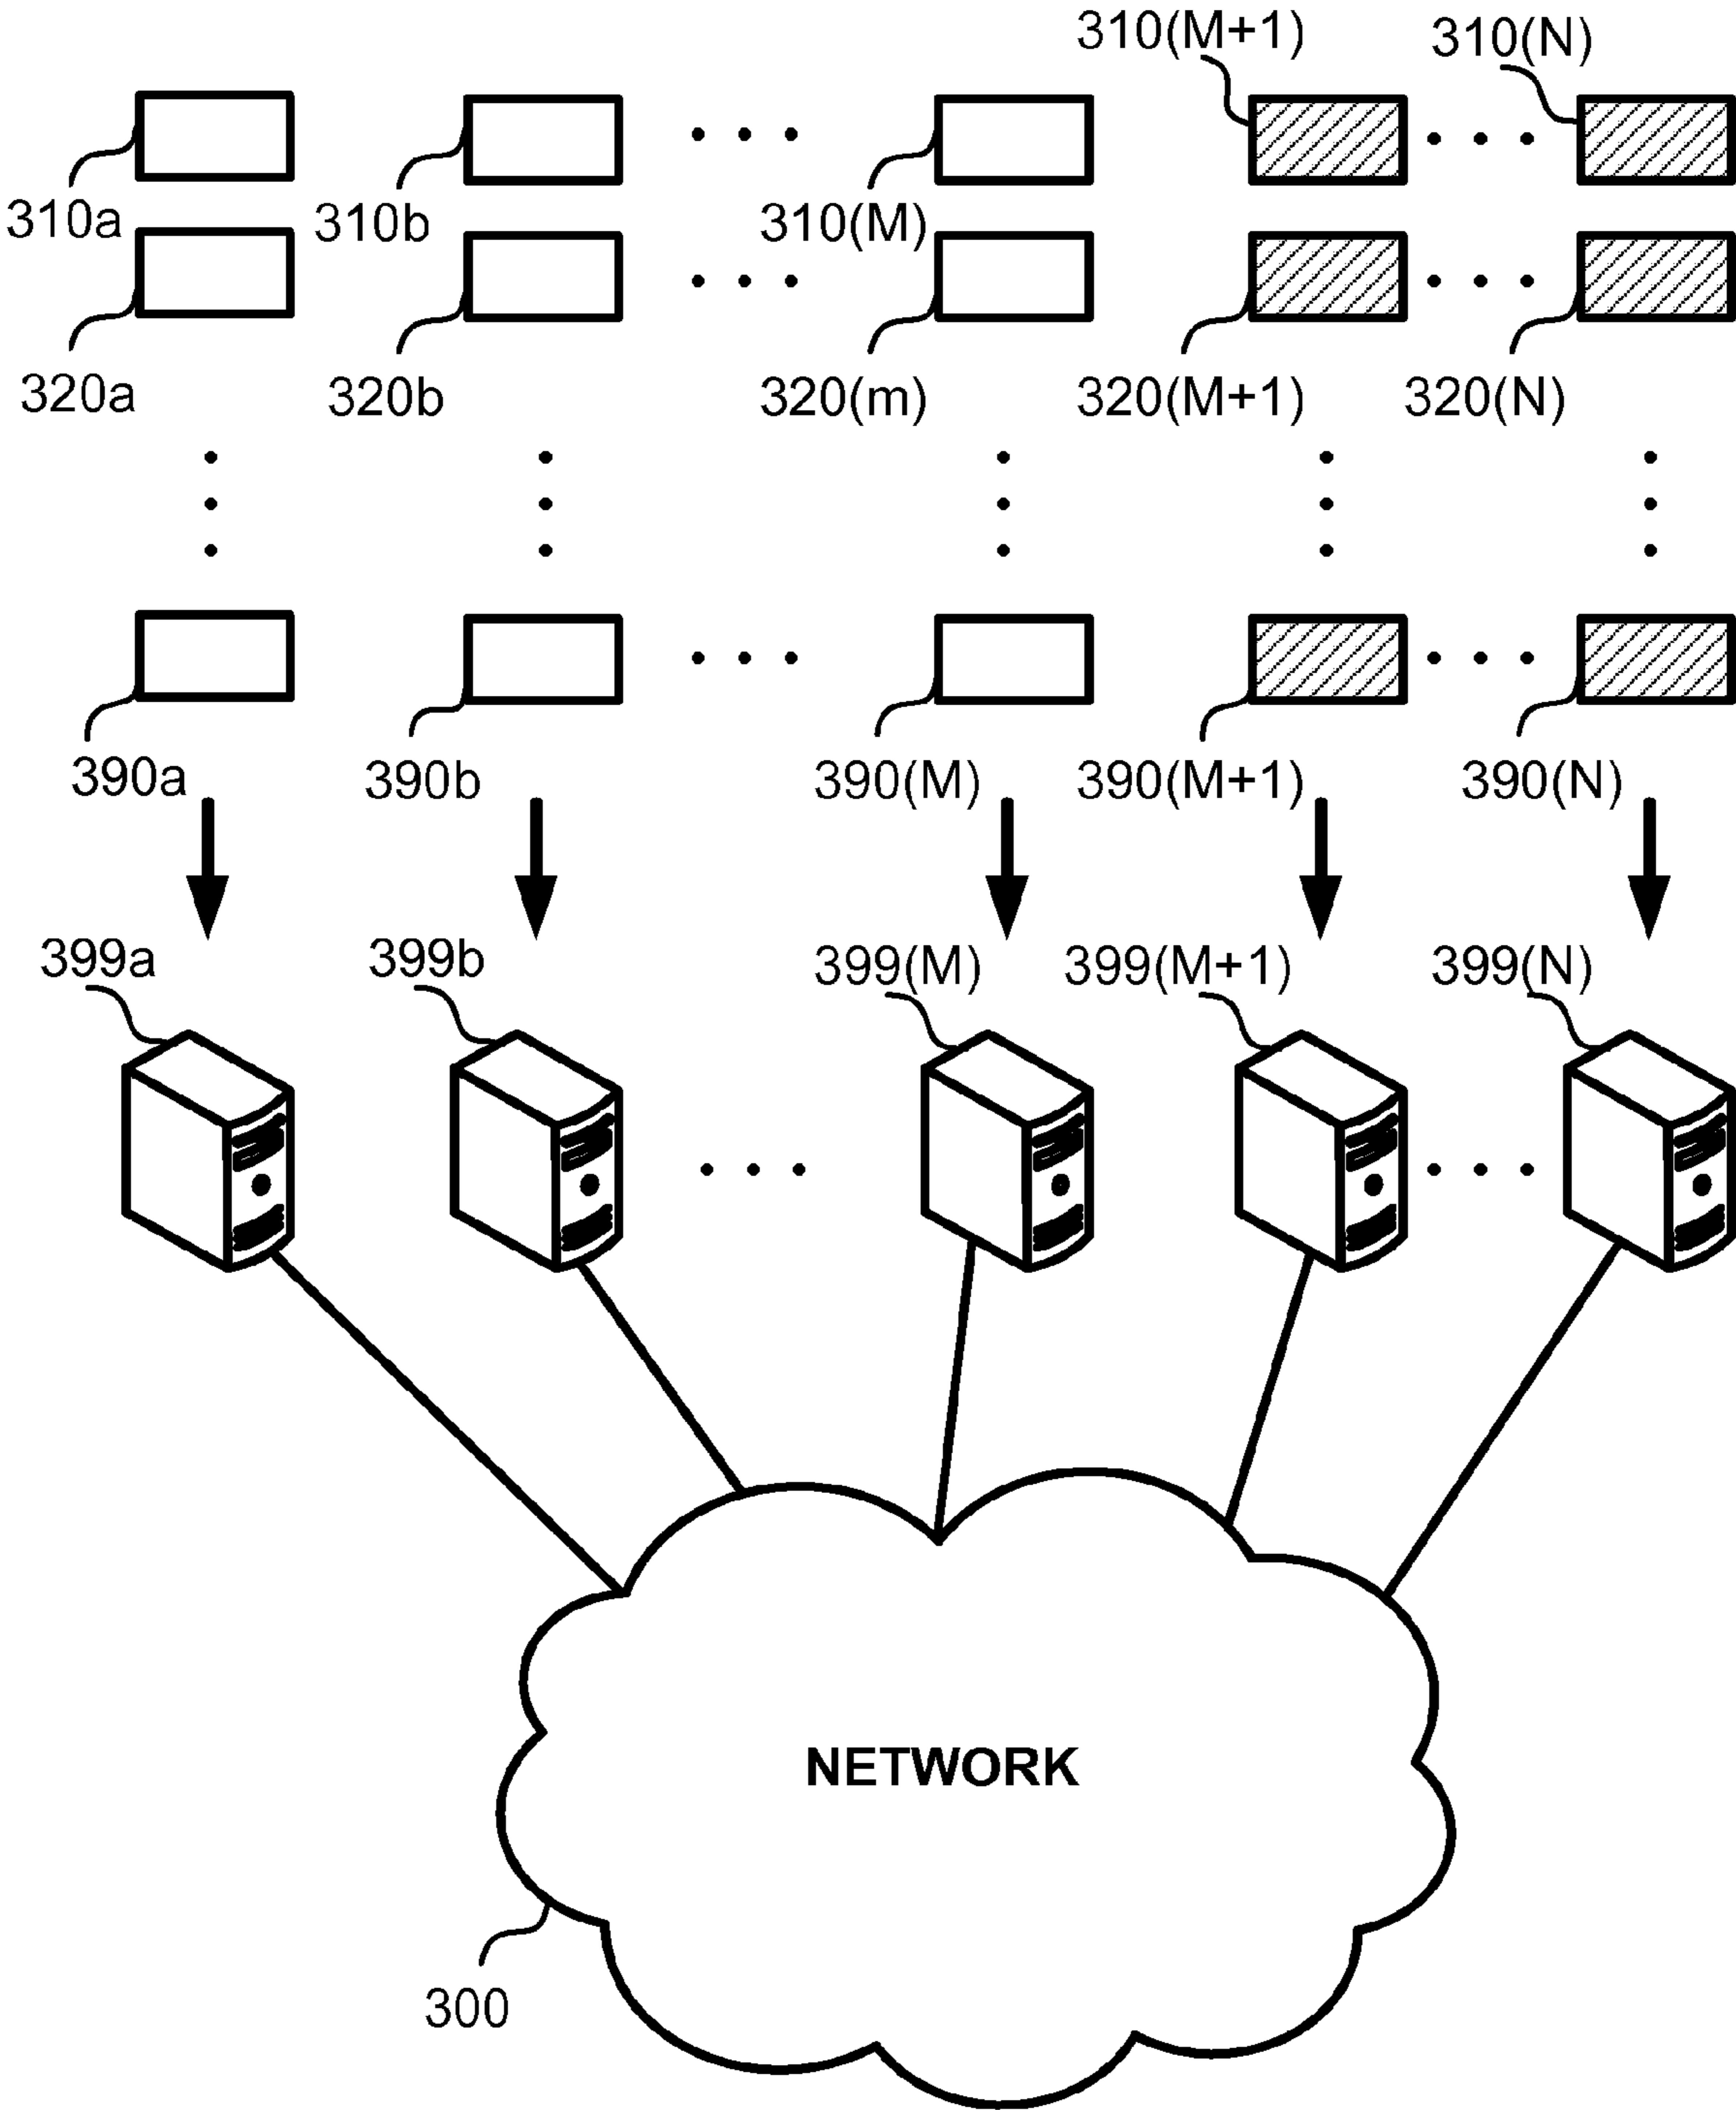 310(M+1) 310(N)
310a 310b 310(M)
320a 320b 320(m) 320(M+1) 320(N)
390a 390b 390(M) 390(M+1) 390(N)
399a 399b 399(M) 399(M+1) 399(N)
NETWORK
300